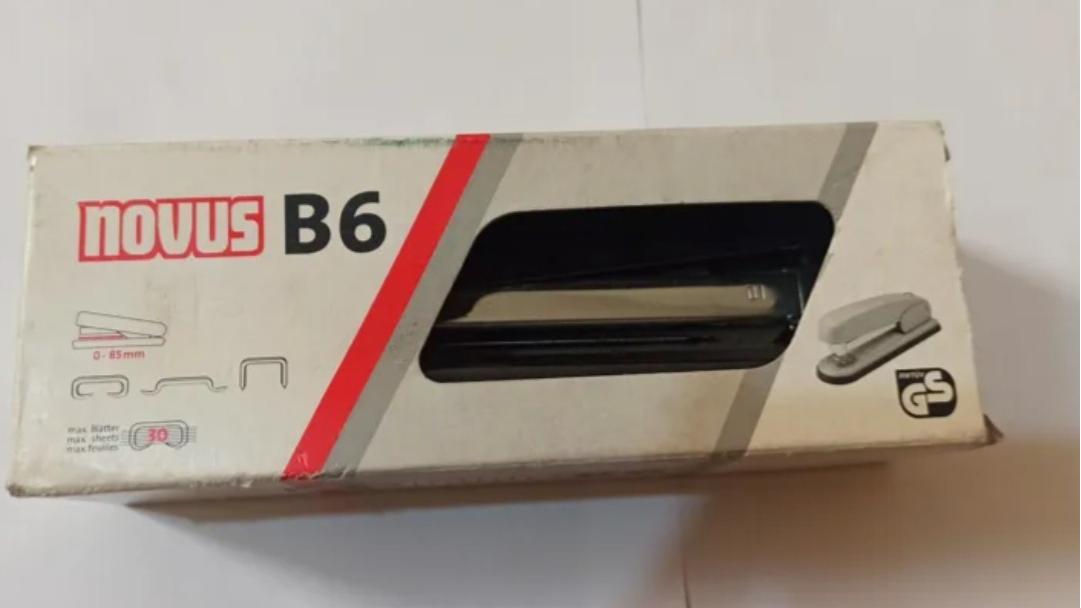 novus B6
0-85mm
max. Blätter
max. sheets
max. feuilles
30
GS